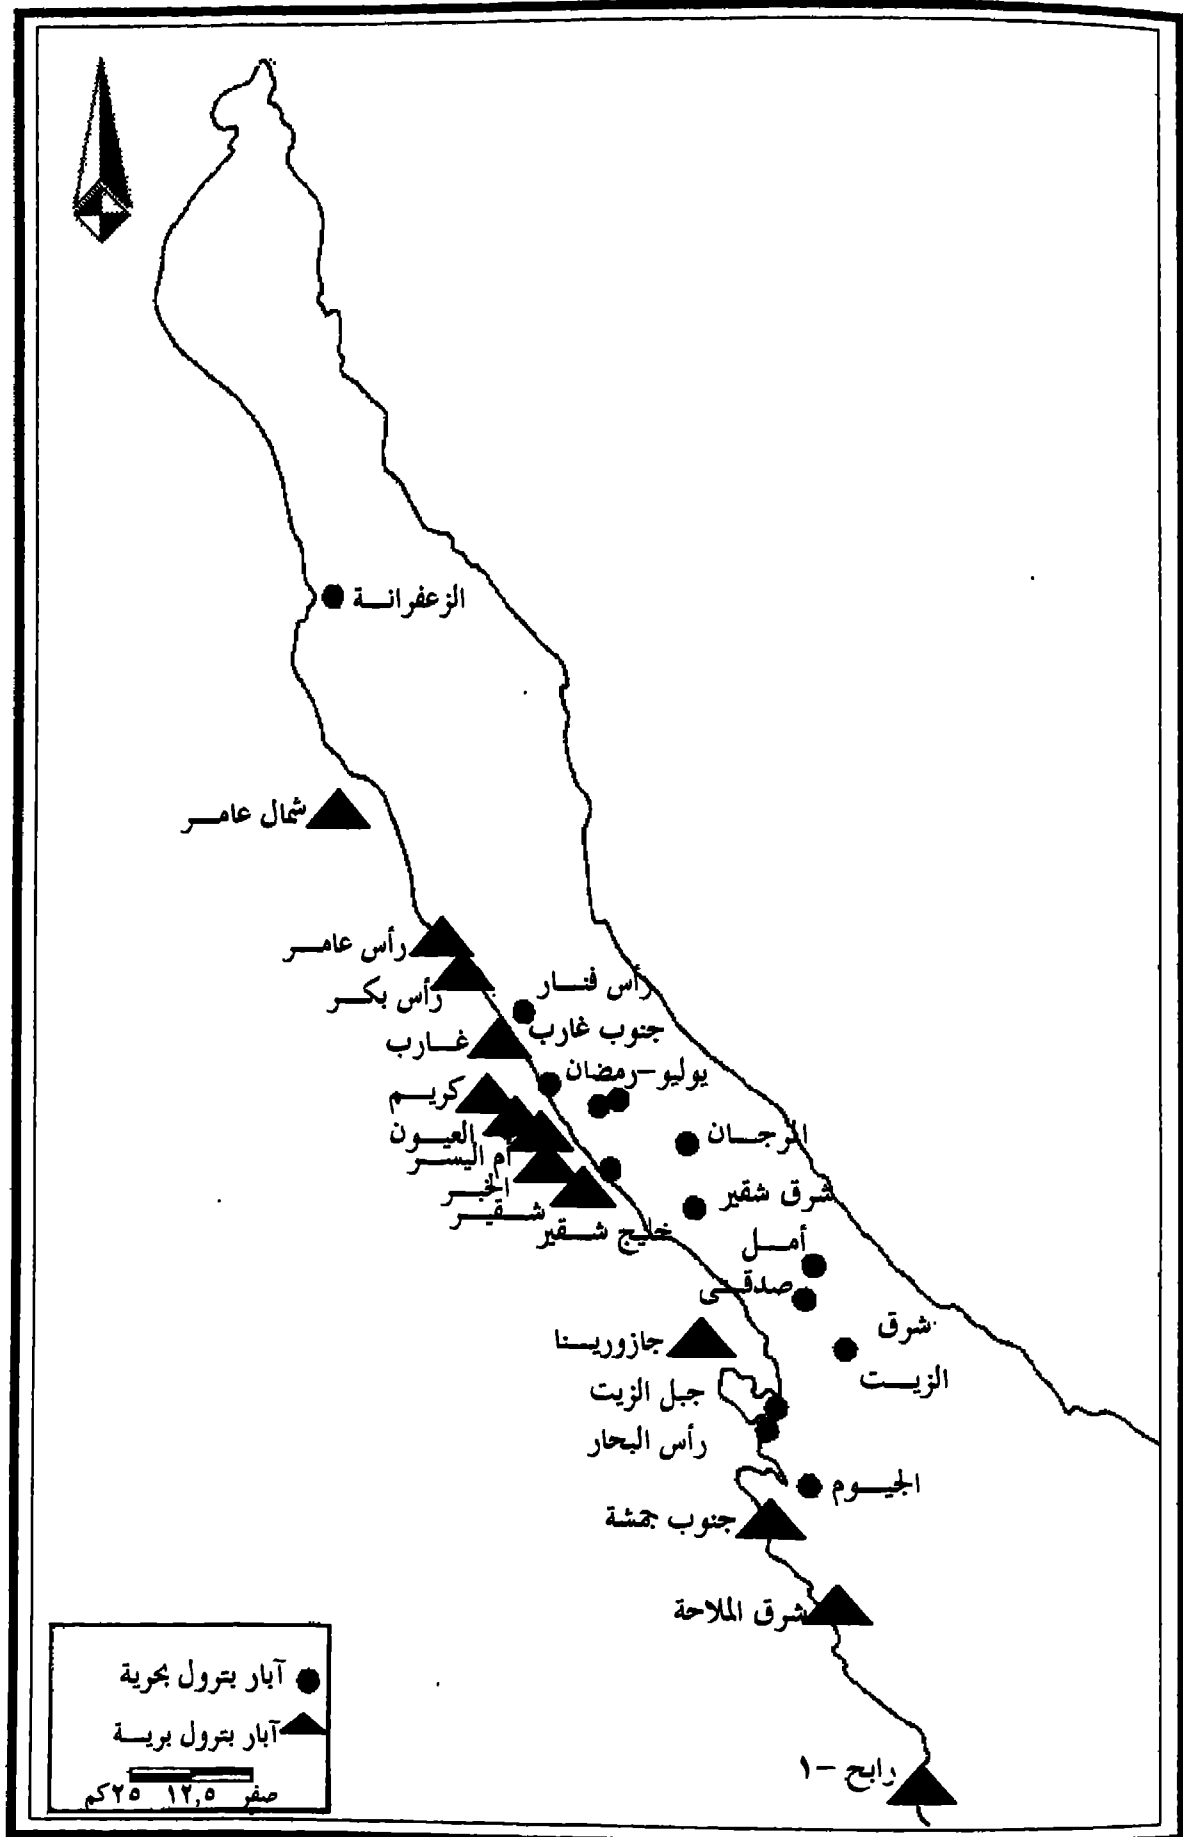 الزعفرانة
شمال عامر
رأس عامر
رأس فنار
رأس بكر
جنوب غارب
غارب
يوليو-رمضان
كريم
العيون
المرجان
أم اليسر
الخبر
شرق شقير
شقير
خليج شقير
أمل
صدقى
شرق
جازورينا
الزيت
جبل الزيت
رأس البحار
الجيوم
جنوب جمشة
شرق الملاحة
آبار بترول بحرية
آبار بترول برية
رابح -١
صفر ١٢,٥ ٢٥كم